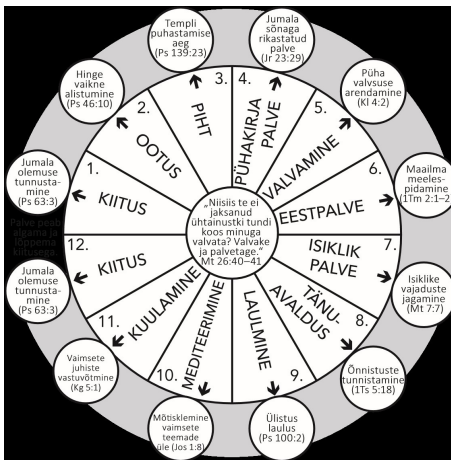 1.
KIITUS
Jumala
olemuse
tunnusta-
mine
(Ps 63:3)
2.
OOTUS
Hinge
vaikne
alistumine
(Ps 46:10)
3.
PIHT
Templi
puhastamise
aeg
(Ps 139:23)
4.
PÜHAKIRJA
PALVE
Jumala
sõnaga
rikastatud
palve
(Jr 23:29)
5.
VALVAMINE
Püha
valvsuse
arendamine
(Kl 4:2)
6.
EESTPALVE
Maailma
meeles-
pidamine
(1Tm 2:1–2)
7.
ISIKLIK
PALVE
Isiklike
vajaduste
jagamine
(Mt 7:7)
8.
TÄNU-
AVALDUS
Õnnistuste
tunnistamine
(1Ts 5:18)
9.
LAULMINE
Ülistus
laulus
(Ps 100:2)
10.
MEDITEERIMINE
Mõtisklemine
vaimsete
teemade
üle (Jos 1:8)
11.
KUULAMINE
Vaimsete
juhiste
vastuvõtmine
(Kg 5:1)
12.
KIITUS
Jumala
olemuse
tunnusta-
mine
(Ps 63:3)
Palve peab
algama ja
lõppema
kiitusega.
„Niisiis te ei
jaksanud
ühtainustki tundi
koos minuga
valvata? Valvake
ja palvetage.“
Mt 26:40–41